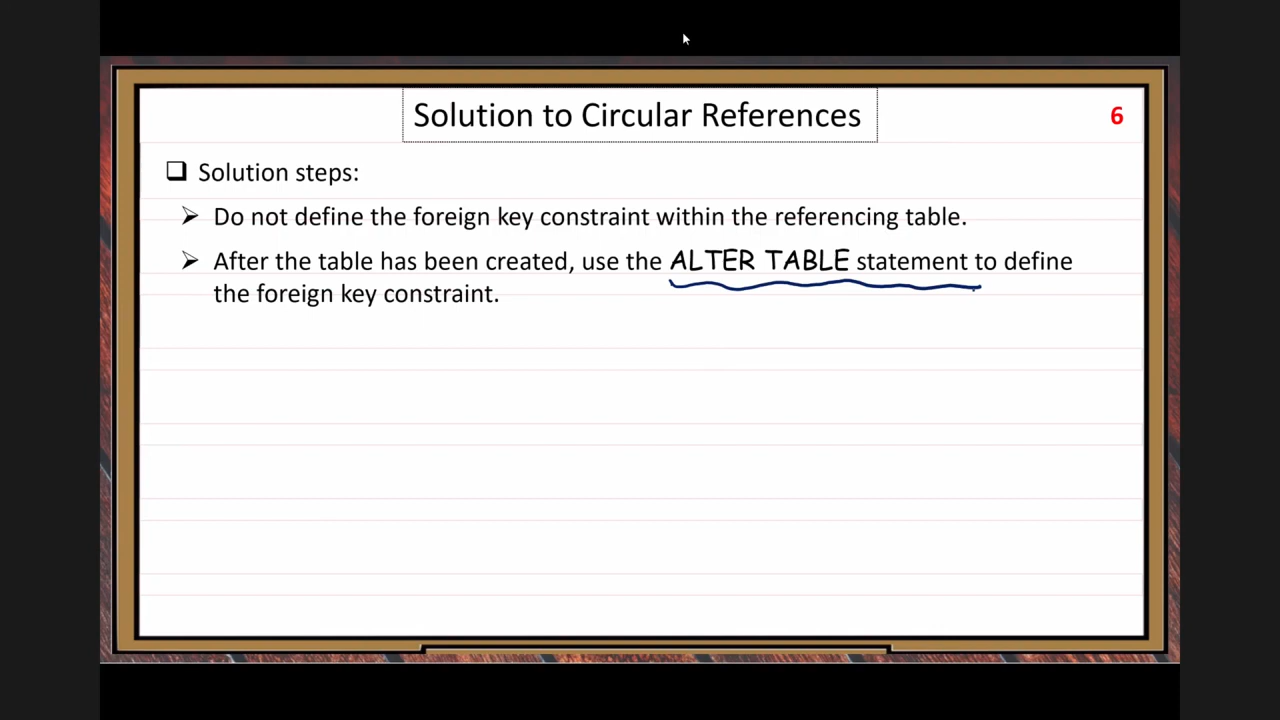 Solution to Circular References
6
❑ Solution steps:
➢ Do not define the foreign key constraint within the referencing table.
➢ After the table has been created, use the ALTER TABLE statement to define
the foreign key constraint.